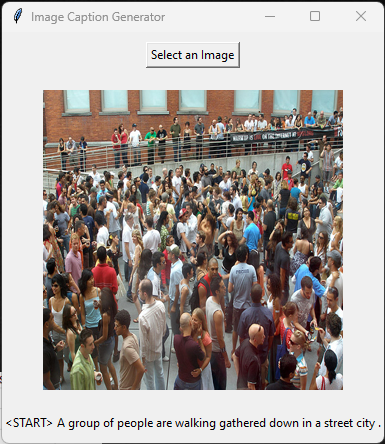 Image Caption Generator
Select an Image
<START> A group of people are walking gathered down in a street city .